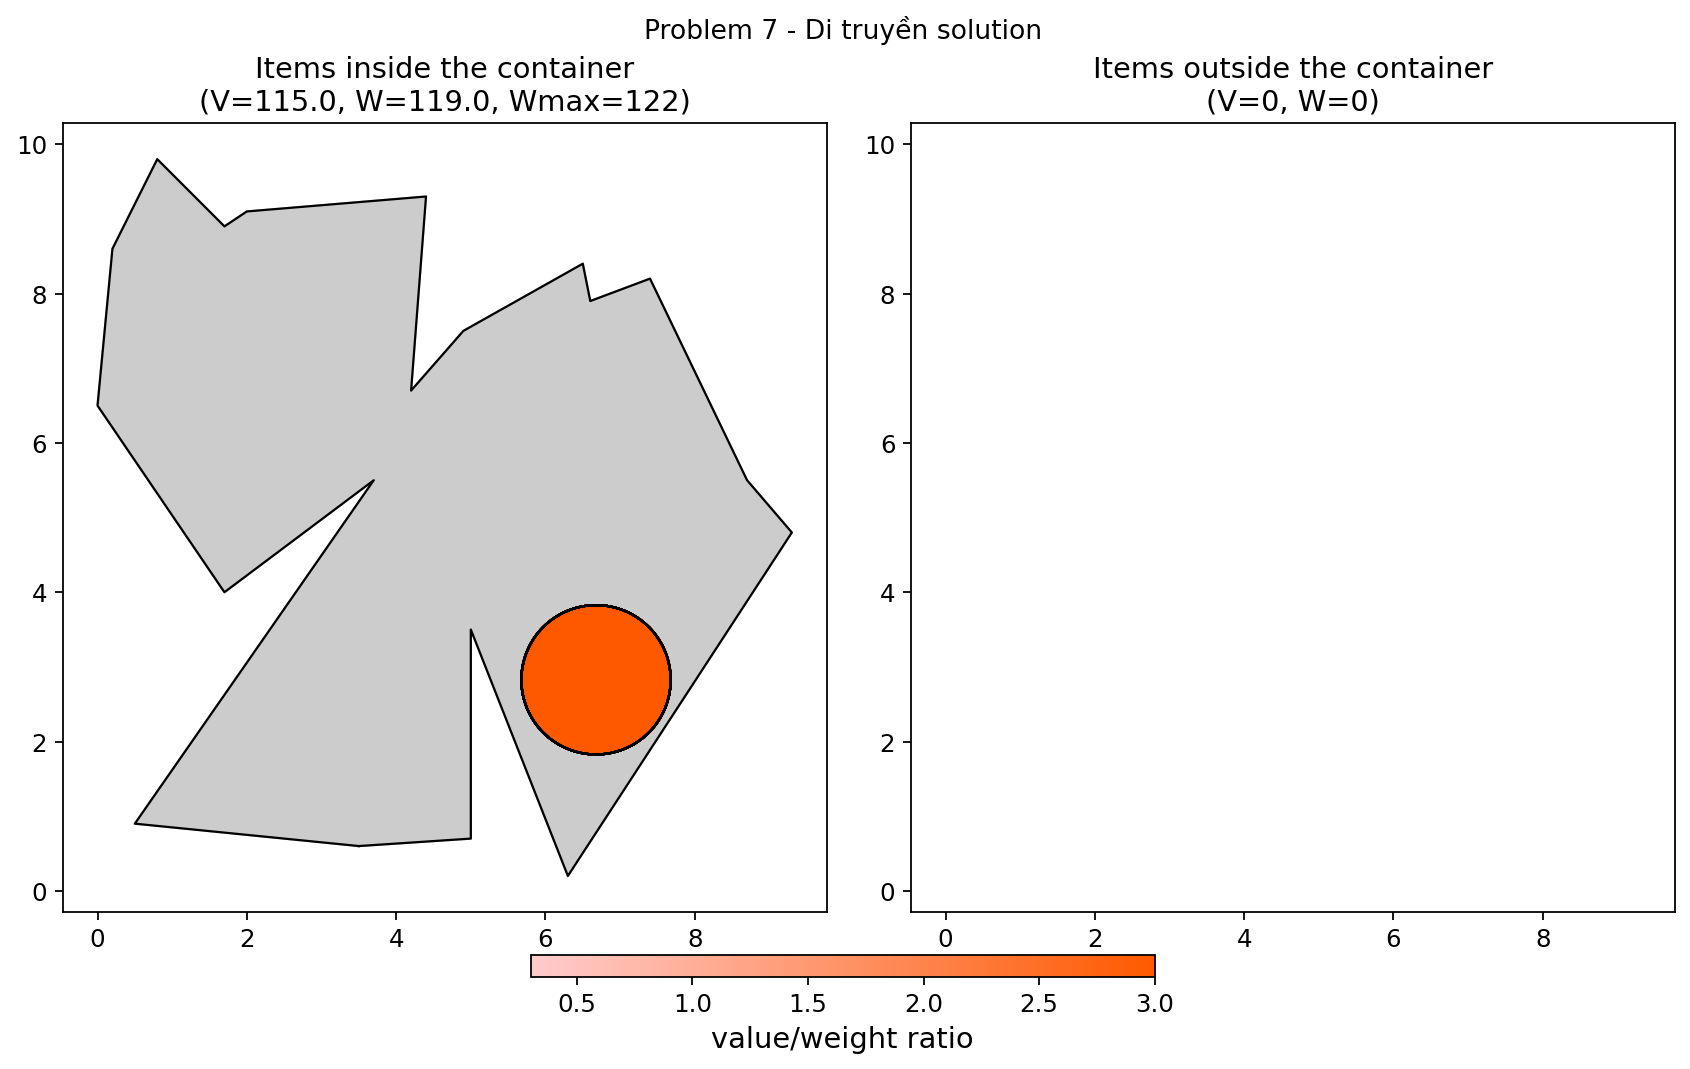 Problem 7 - Di truyền solution
Items inside the container
(V=115.0, W=119.0, Wmax=122)
Items outside the container
(V=0, W=0)
10
8
6
4
2
0
0 2 4 6 8
10
8
6
4
2
0
0 2 4 6 8
0.5 1.0 1.5 2.0 2.5 3.0
value/weight ratio